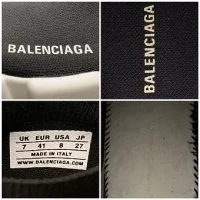 BALENCIAGA
BALENCIAGA
UK EUR USA JP
7 41 8 27
MADE IN ITALY
WWW.BALENCIAGA.COM